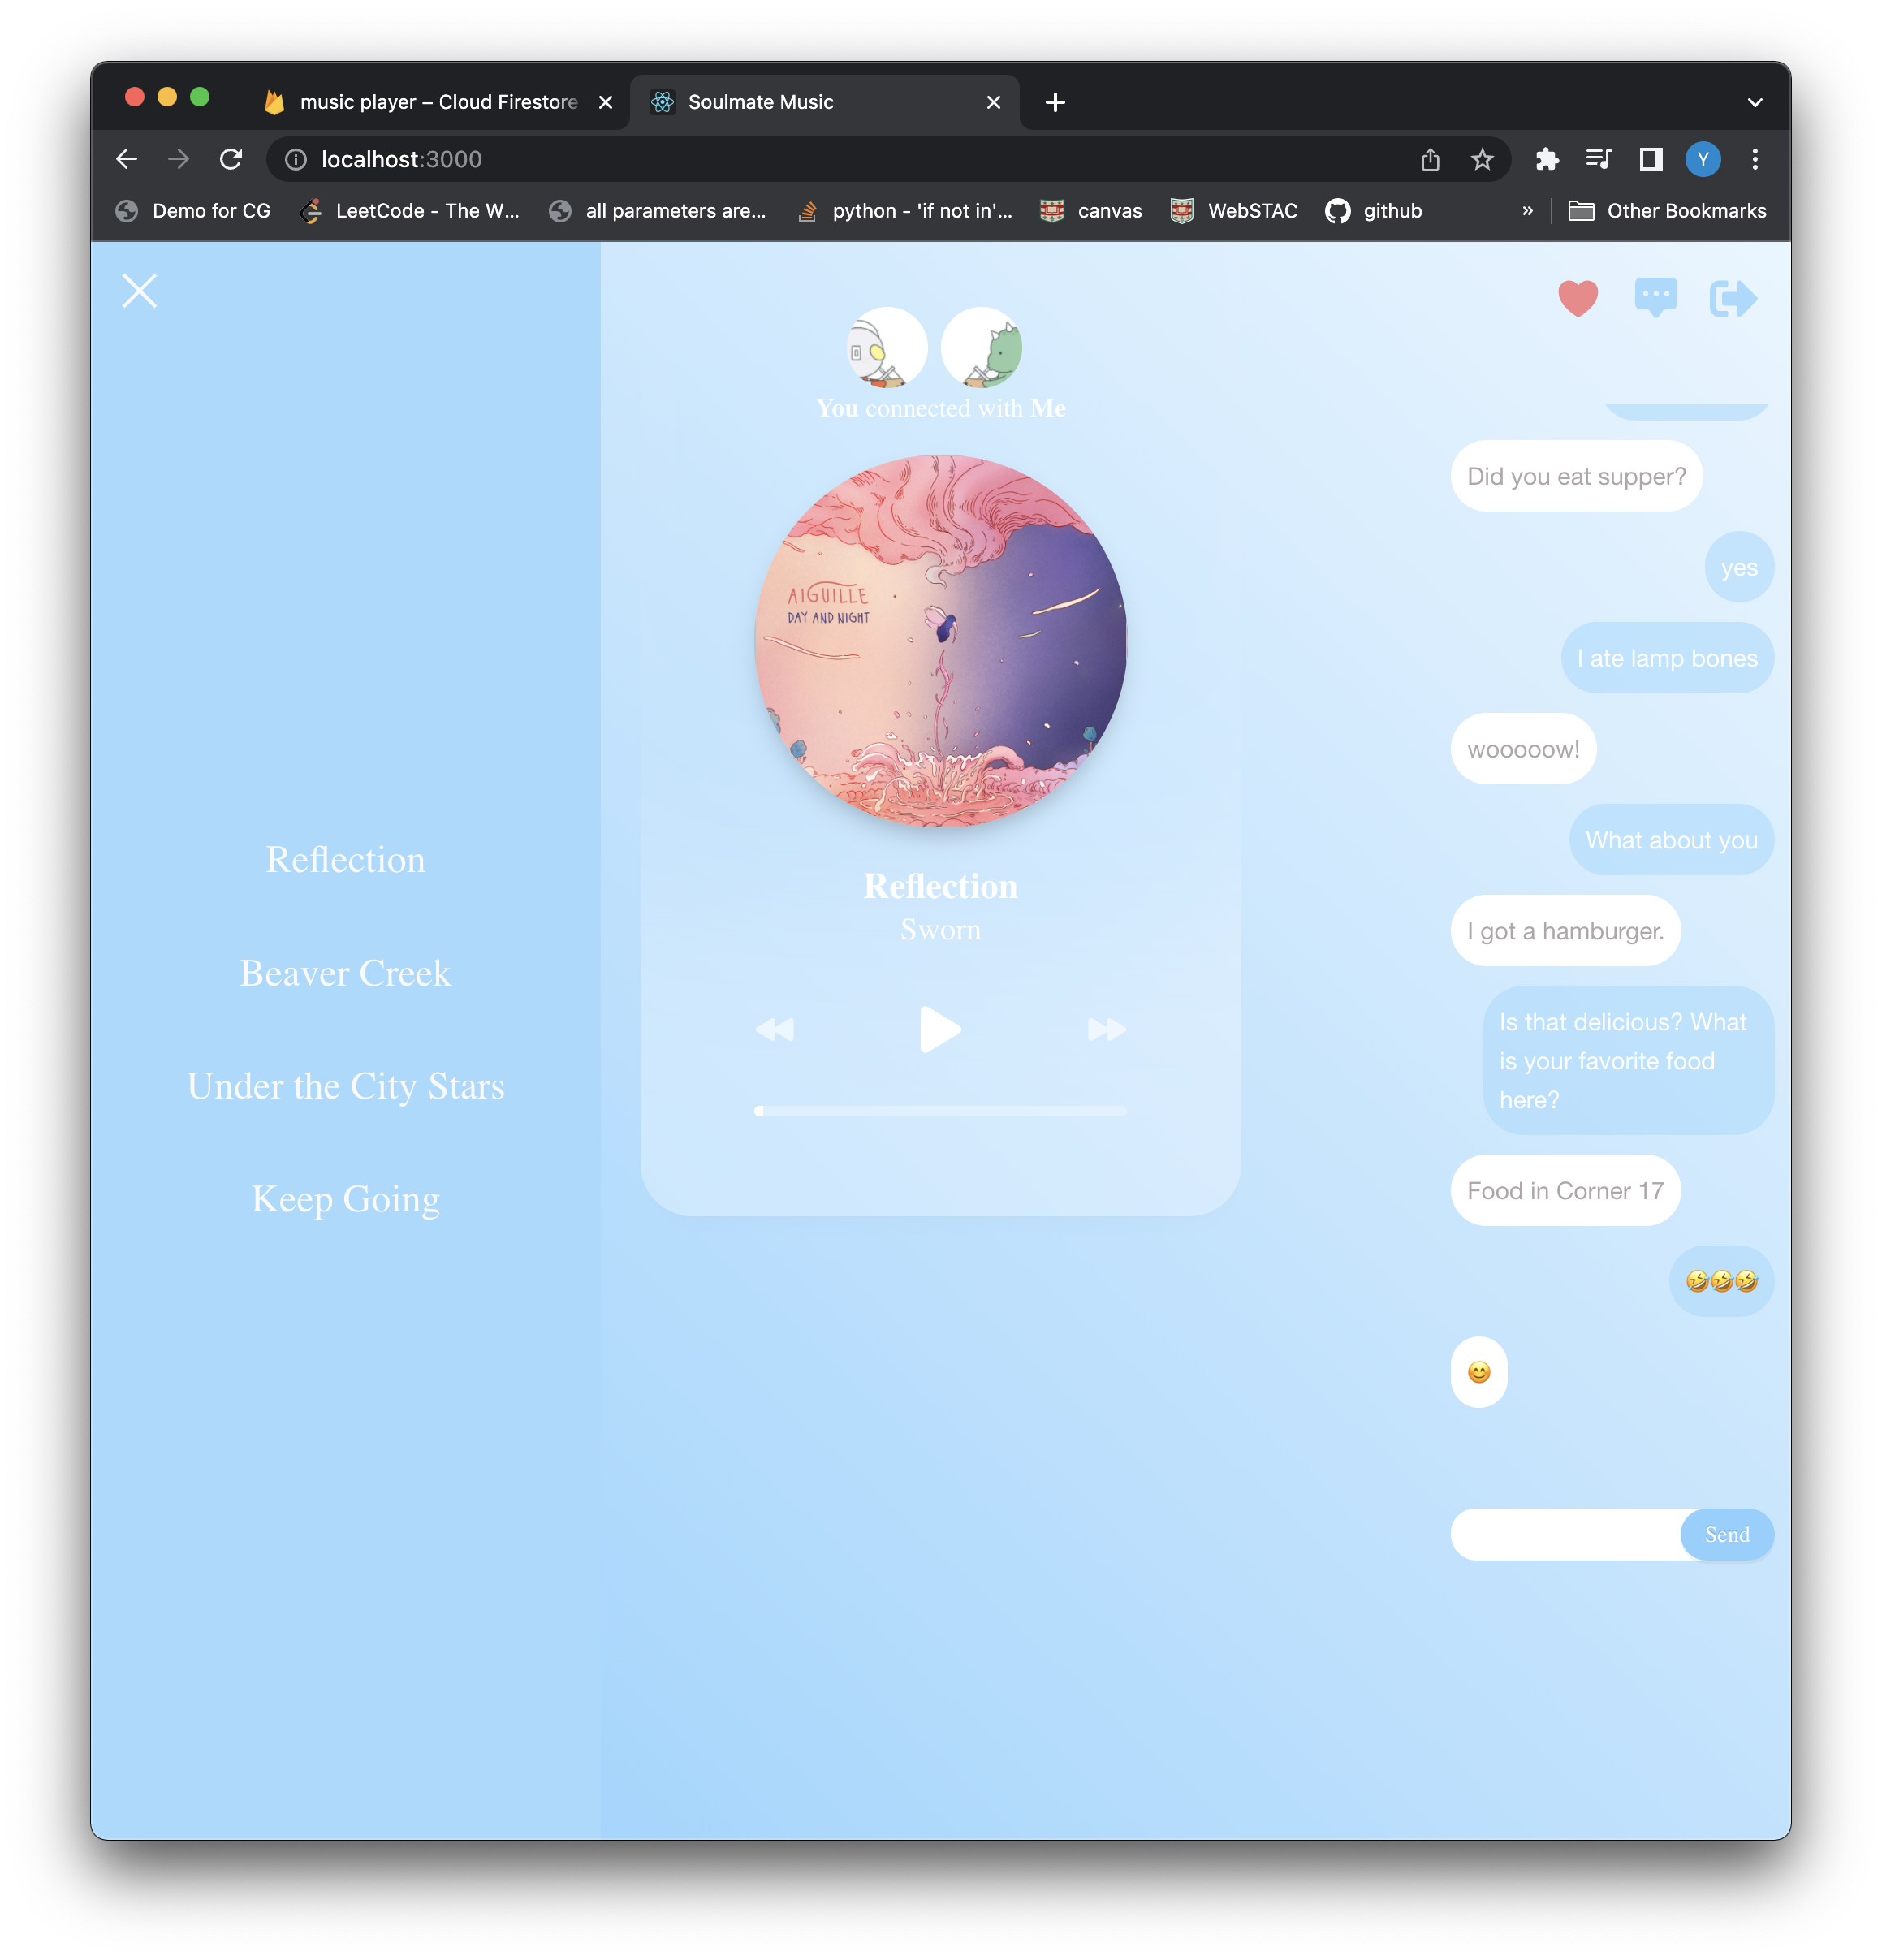 music player – Cloud Firestore
Soulmate Music
localhost:3000
Y
Demo for CG
LeetCode - The W...
all parameters are...
python - 'if not in'...
canvas
WebSTAC
github
»
Other Bookmarks
You connected with Me
AIGUILLE
DAY AND NIGHT
Reflection
Sworn
Reflection
Beaver Creek
Under the City Stars
Keep Going
Did you eat supper?
yes
I ate lamp bones
wooooow!
What about you
I got a hamburger.
Is that delicious? What
is your favorite food
here?
Food in Corner 17
🤣🤣🤣
😊
Send